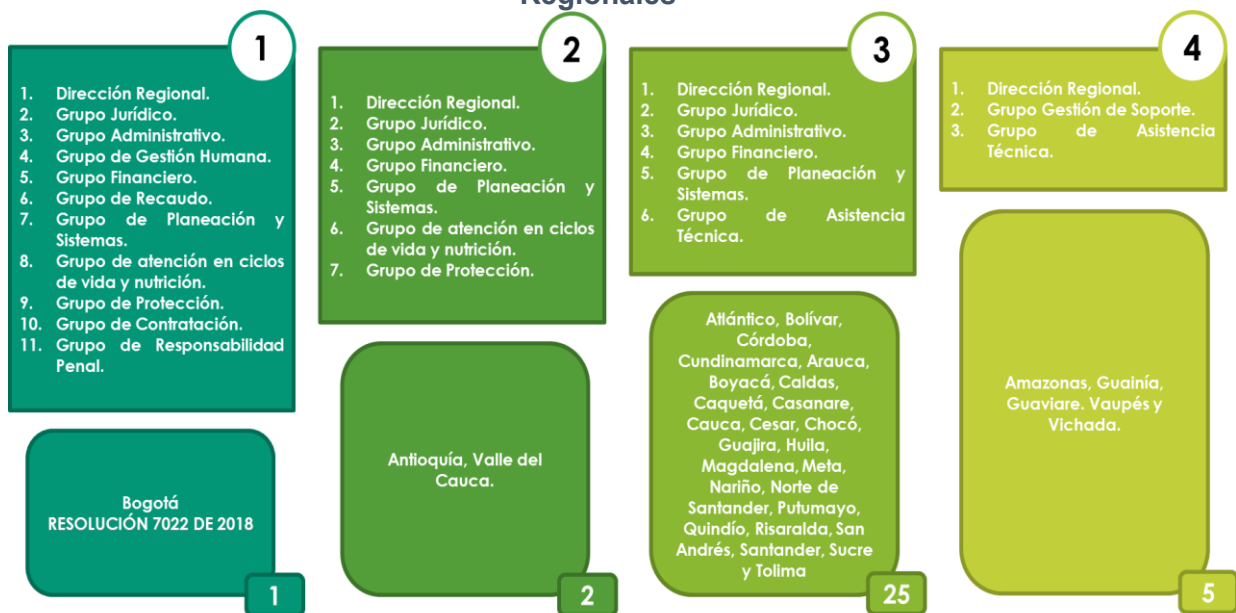 Regionales
1
1. Dirección Regional.
2. Grupo Jurídico.
3. Grupo Administrativo.
4. Grupo de Gestión Humana.
5. Grupo Financiero.
6. Grupo de Recaudo.
7. Grupo de Planeación y
Sistemas.
8. Grupo de atención en ciclos
de vida y nutrición.
9. Grupo de Protección.
10. Grupo de Contratación.
11. Grupo de Responsabilidad
Penal.
Bogotá
RESOLUCIÓN 7022 DE 2018
1
2
1. Dirección Regional.
2. Grupo Jurídico.
3. Grupo Administrativo.
4. Grupo Financiero.
5. Grupo de Planeación y
Sistemas.
6. Grupo de atención en ciclos
de vida y nutrición.
7. Grupo de Protección.
Antioquía, Valle del
Cauca.
2
3
1. Dirección Regional.
2. Grupo Jurídico.
3. Grupo Administrativo.
4. Grupo Financiero.
5. Grupo de Planeación y
Sistemas.
6. Grupo de Asistencia
Técnica.
Atlántico, Bolívar,
Córdoba,
Cundinamarca, Arauca,
Boyacá, Caldas,
Caquetá, Casanare,
Cauca, Cesar, Chocó,
Guajira, Huila,
Magdalena, Meta,
Nariño, Norte de
Santander, Putumayo,
Quindío, Risaralda, San
Andrés, Santander, Sucre
y Tolima
25
4
1. Dirección Regional.
2. Grupo Gestión de Soporte.
3. Grupo de Asistencia
Técnica.
Amazonas, Guainía,
Guaviare. Vaupés y
Vichada.
5